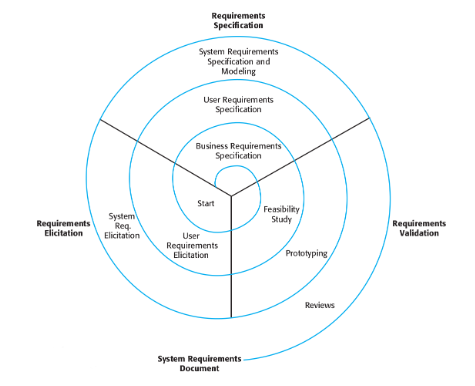 Requirements
Specification
System Requirements
Specification and
Modeling
User Requirements
Specification
Business Requirements
Specification
Start
Feasibility
Study
System
Req.
Elicitation
Requirements
Elicitation
User
Requirements
Elicitation
Requirements
Validation
Prototyping
Reviews
System Requirements
Document